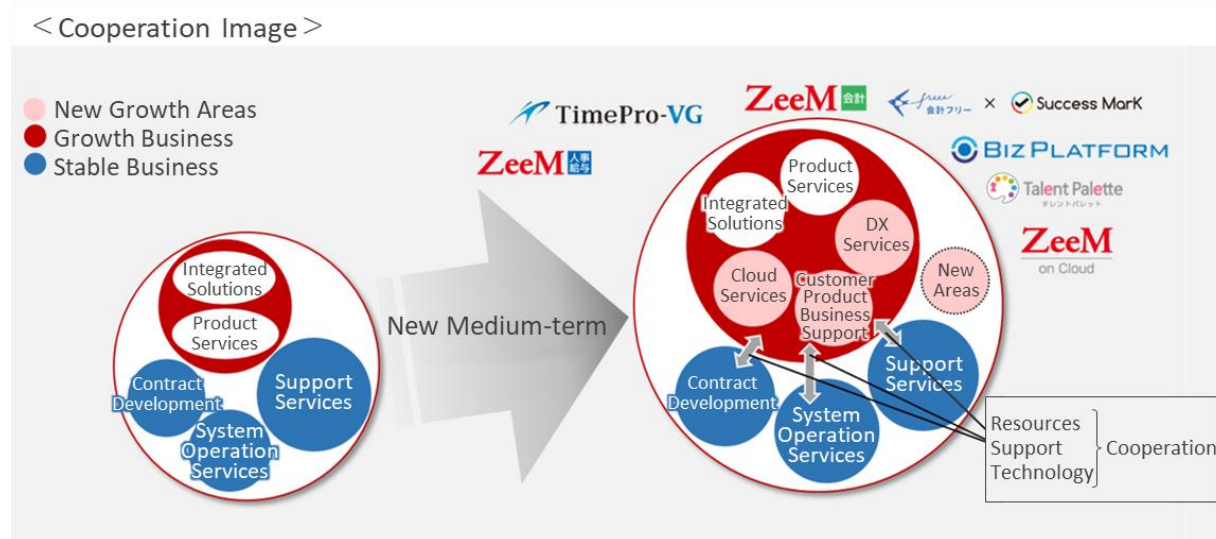 ＜Cooperation Image＞
New Growth Areas
Growth Business
Stable Business
TimePro-VG
ZeeM 人事給与
ZeeM 会計
free 会計フリー × Success MarK
BIZ PLATFORM
Talent Palette
タレントパレット
ZeeM
on Cloud
Integrated
Solutions
Product
Services
Contract
Development
System
Operation
Services
Support
Services
New Medium-term
Product
Services
Integrated
Solutions
DX
Services
Cloud
Services
Customer
Product
Business
Support
New
Areas
Contract
Development
System
Operation
Services
Support
Services
Resources
Support
Technology
Cooperation